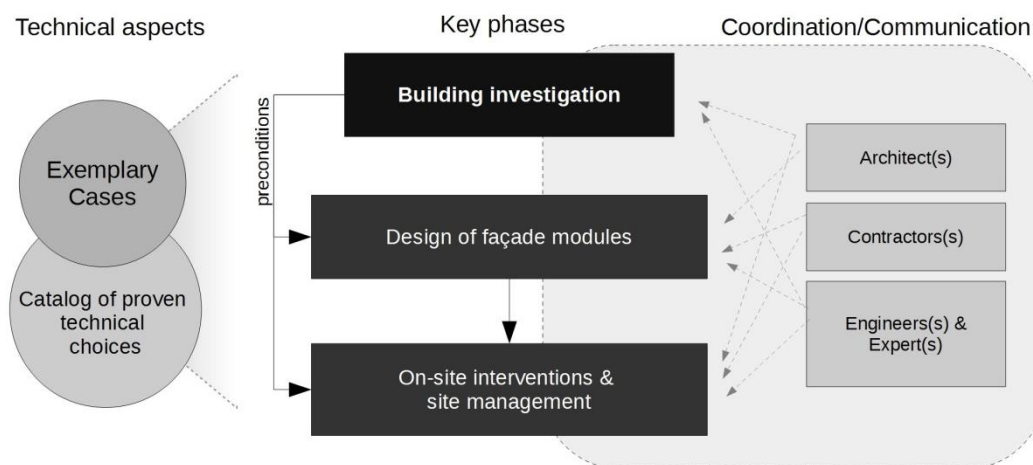 Technical aspects
Key phases
Coordination/Communication
Building investigation
preconditions
Exemplary
Cases
Architect(s)
Design of façade modules
Contractors(s)
Catalog of proven
technical
choices
Engineers(s) &
Expert(s)
On-site interventions &
site management